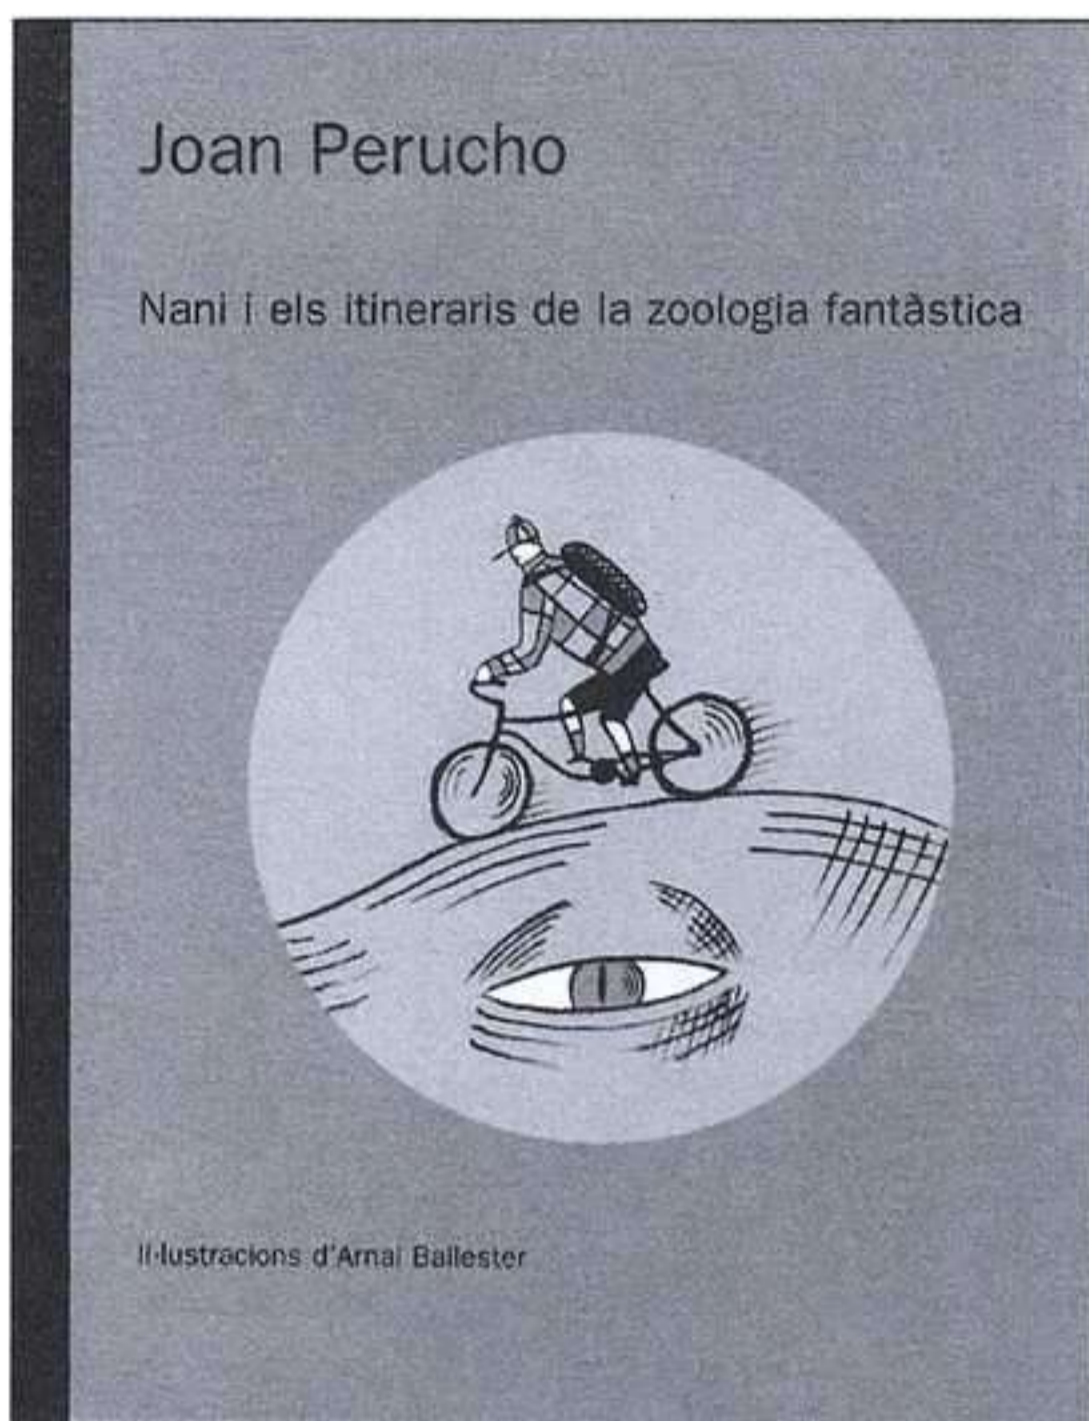 Joan Perucho
Nani i els itineraris de la zoologia fantàstica
Il·lustracions d'Arnal Ballester